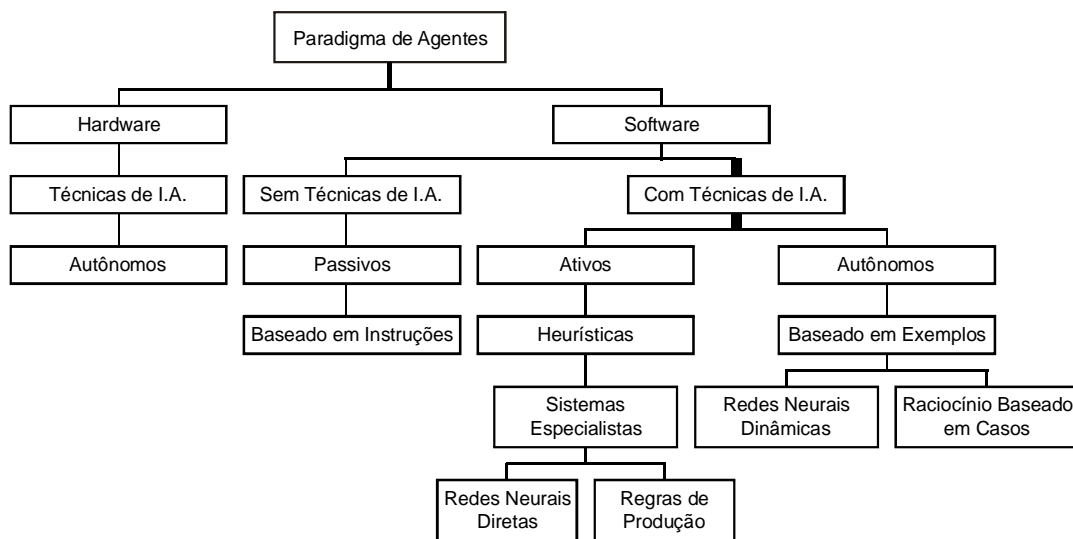 Paradigma de Agentes
Hardware
Software
Técnicas de I.A.
Sem Técnicas de I.A.
Com Técnicas de I.A.
Autônomos
Passivos
Ativos
Autônomos
Baseado em Instruções
Heurísticas
Baseado em Exemplos
Sistemas
Especialistas
Redes Neurais
Dinâmicas
Raciocínio Baseado
em Casos
Redes Neurais
Diretas
Regras de
Produção